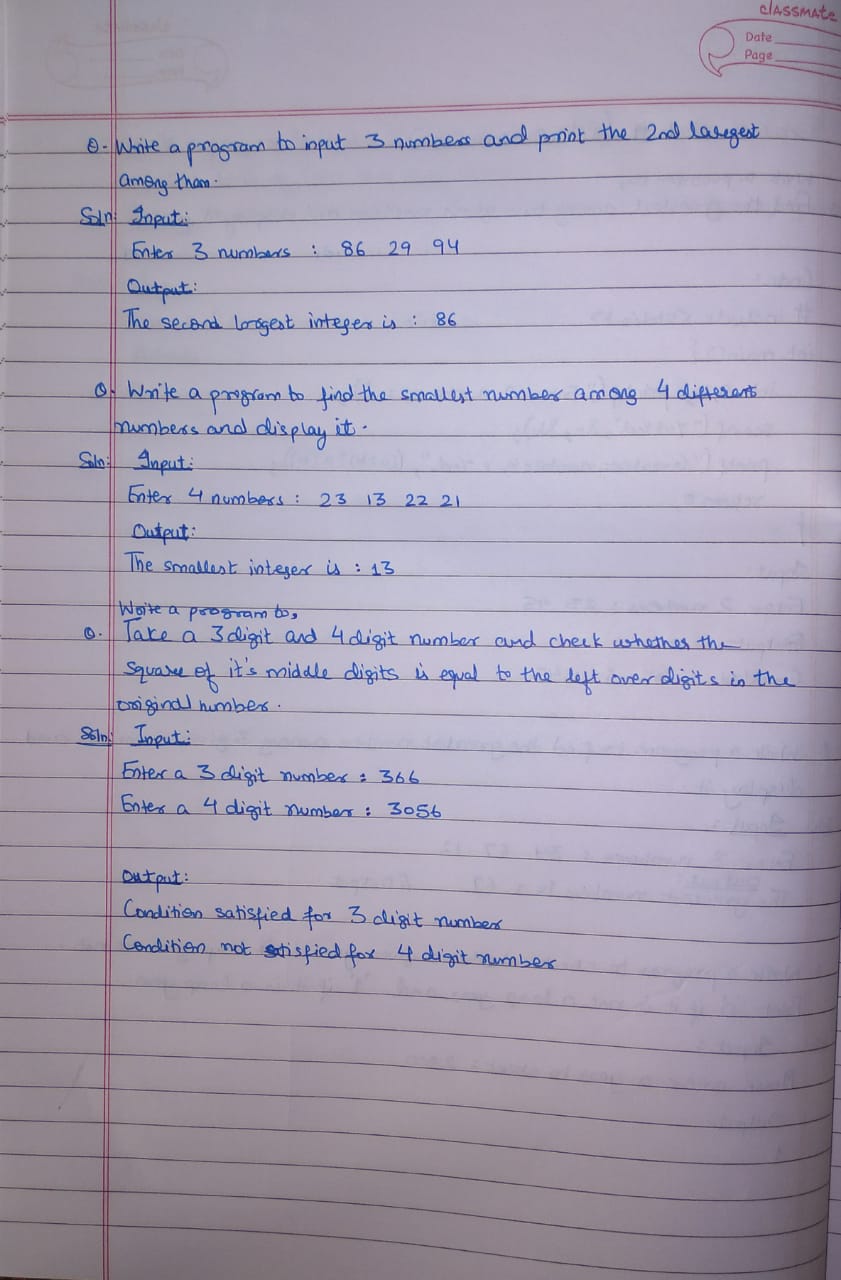 classmate
Date
Page
Q. Write a program to input 3 numbers and print the 2nd largest
among tham.
Soln: Input:
Enter 3 numbers : 86 29 94
Output:
The second largest integer is : 86
Q. Write a program to find the smallest number among 4 different
numbers and display it.
Soln: Input:
Enter 4 numbers : 23 13 22 21
Output:
The smallest integer is : 13
Write a program to,
Q. Take a 3 digit and 4 digit number and check whether the
square of it's middle digits is equal to the left over digits in the
original number.
Soln: Input:
Enter a 3 digit number : 366
Enter a 4 digit number : 3056
Output:
Condition satisfied for 3 digit number
Condition not satisfied for 4 digit number